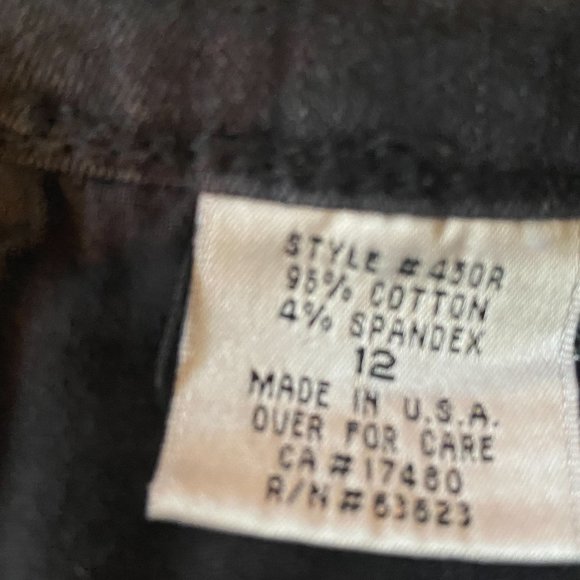 STYLE # 430R
96% COTTON
4% SPANDEX
12
MADE IN U.S.A.
OVER FOR CARE
CA # 17480
R/N # 63623